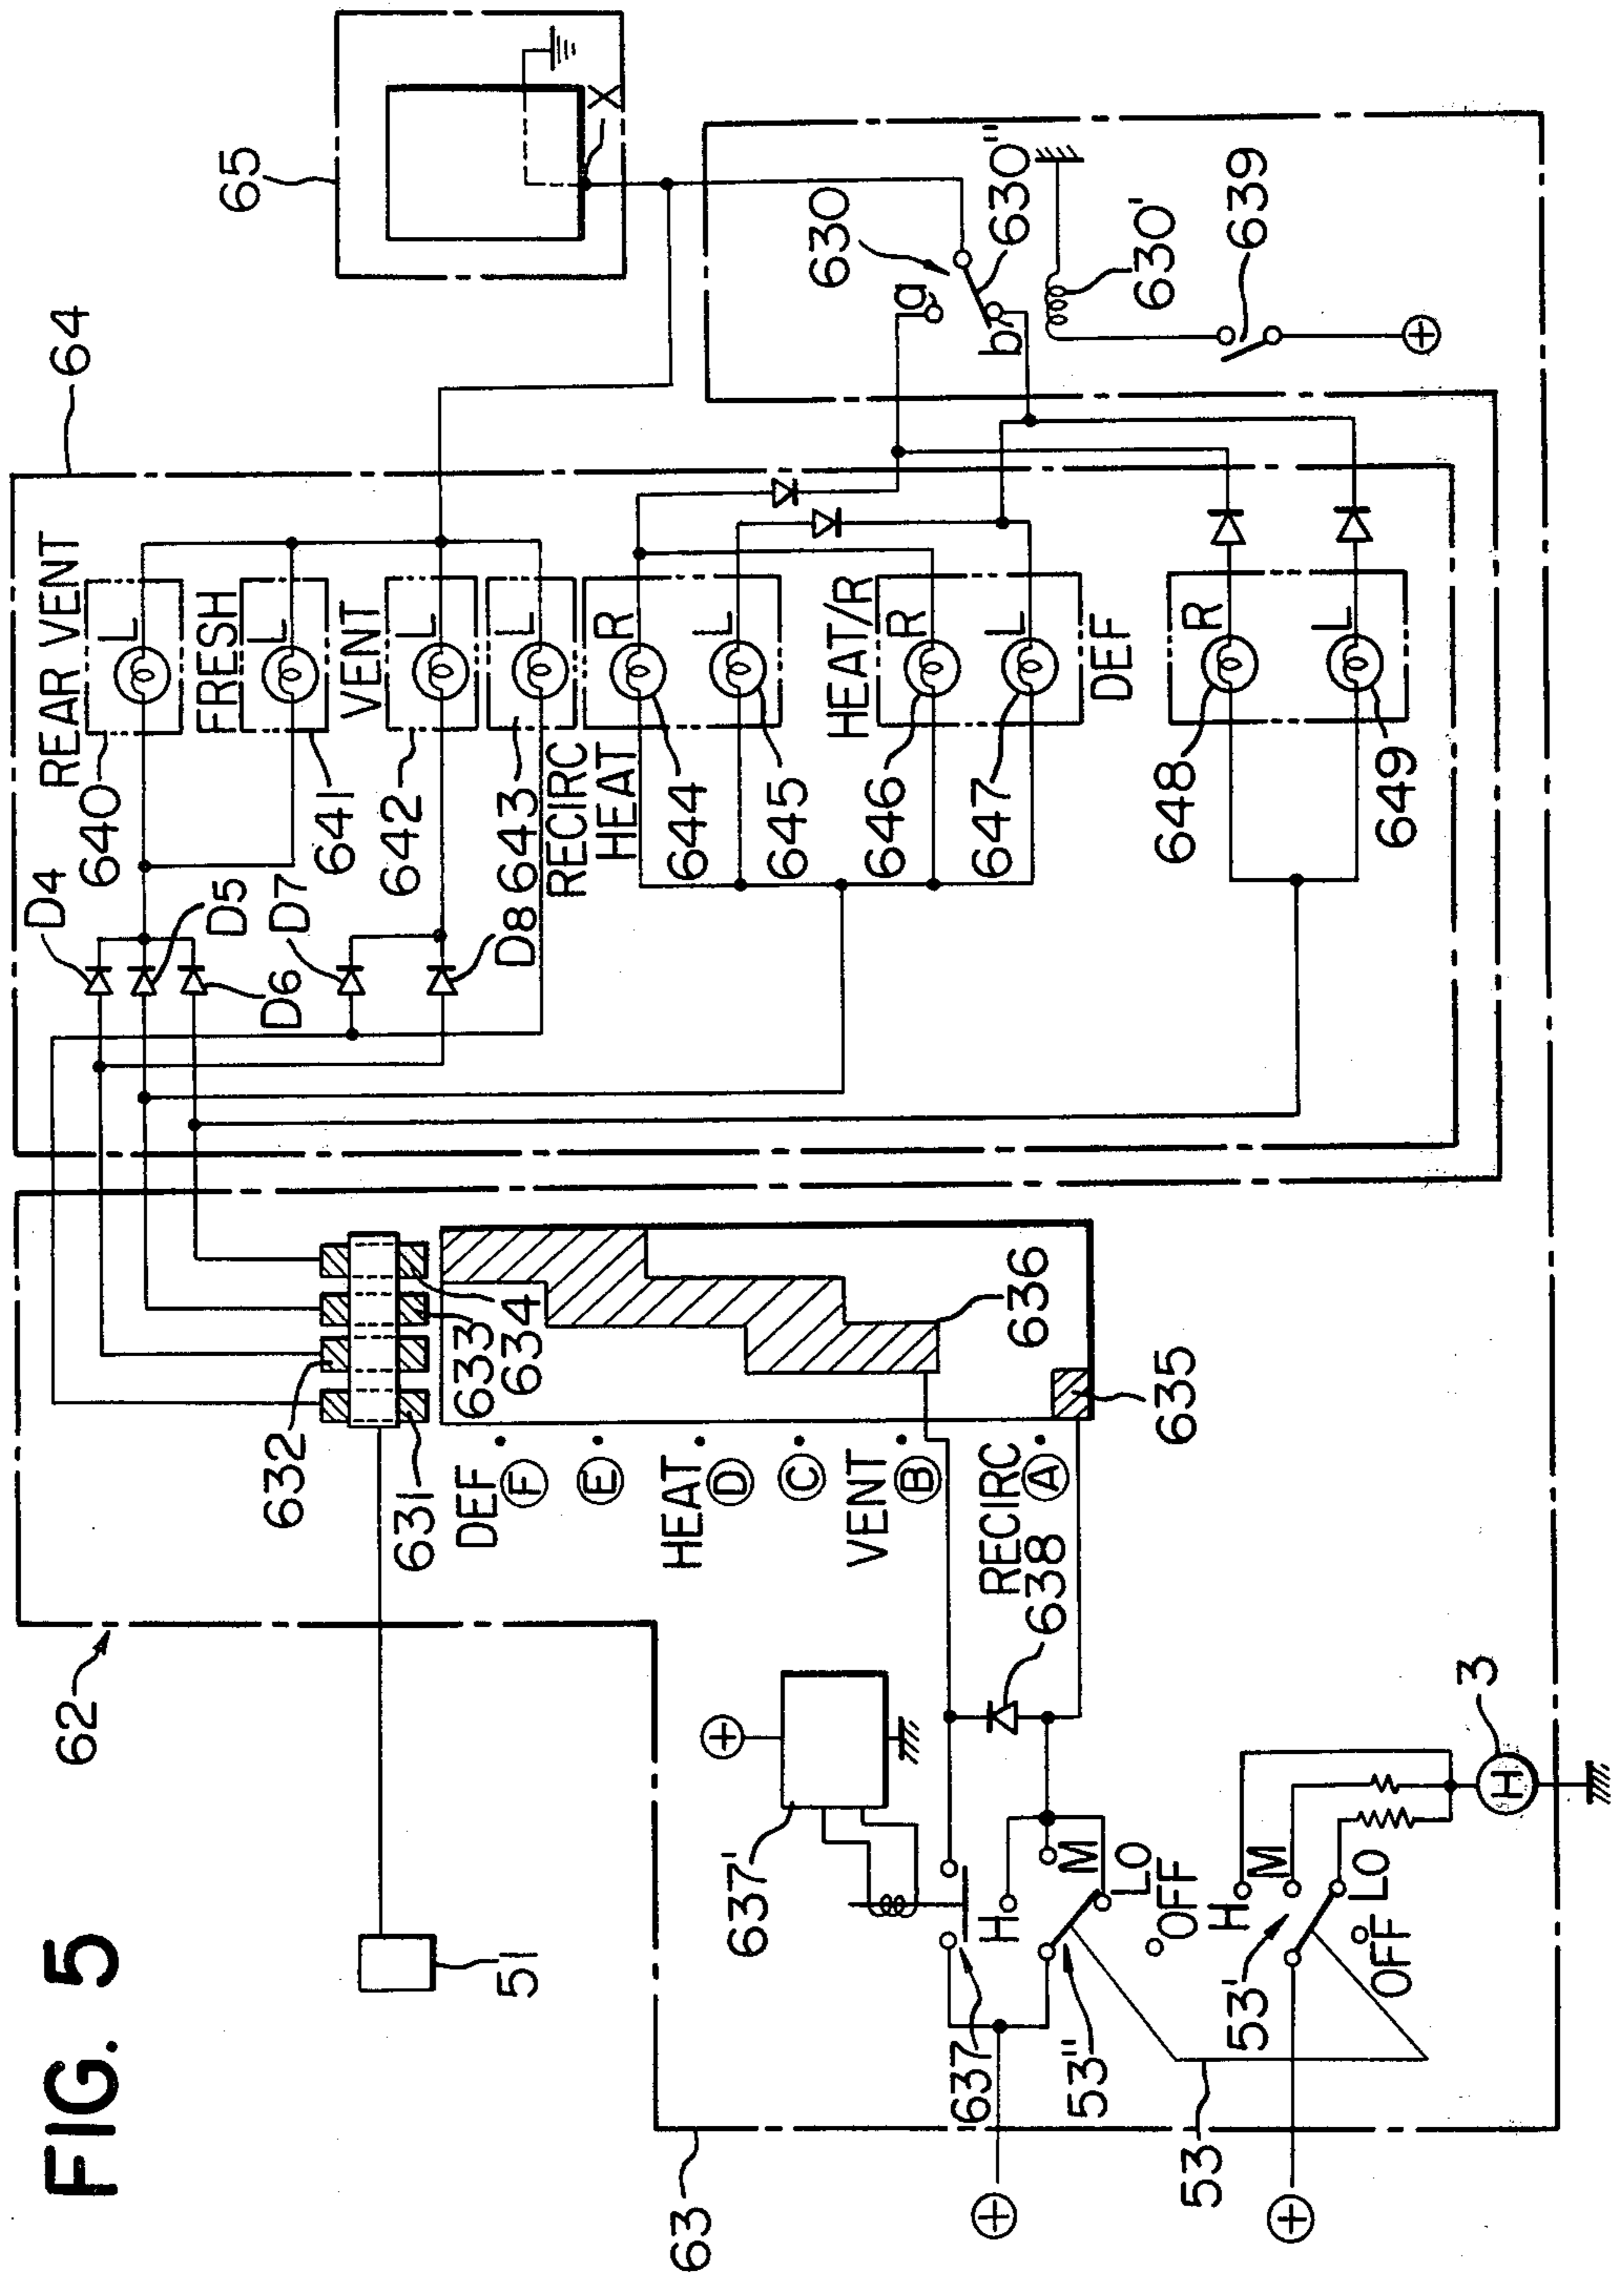 FIG. 5
62
63
64
65
X
REAR VENT
L
640
FRESH
L
641
VENT
L
642
L
643
RECIRC
HEAT
R
644
L
645
HEAT/R
R
646
L
647
DEF
R
648
L
649
D4
D5
D6
D7
D8
630
630"
630'
a
b
639
+
632
631
633
634
636
635
DEF
F
E
HEAT
D
C
VENT
B
RECIRC
A
638
51
637'
+
637
H
M
LO
OFF
53"
53
53'
H
M
LO
OFF
3
H
+
+